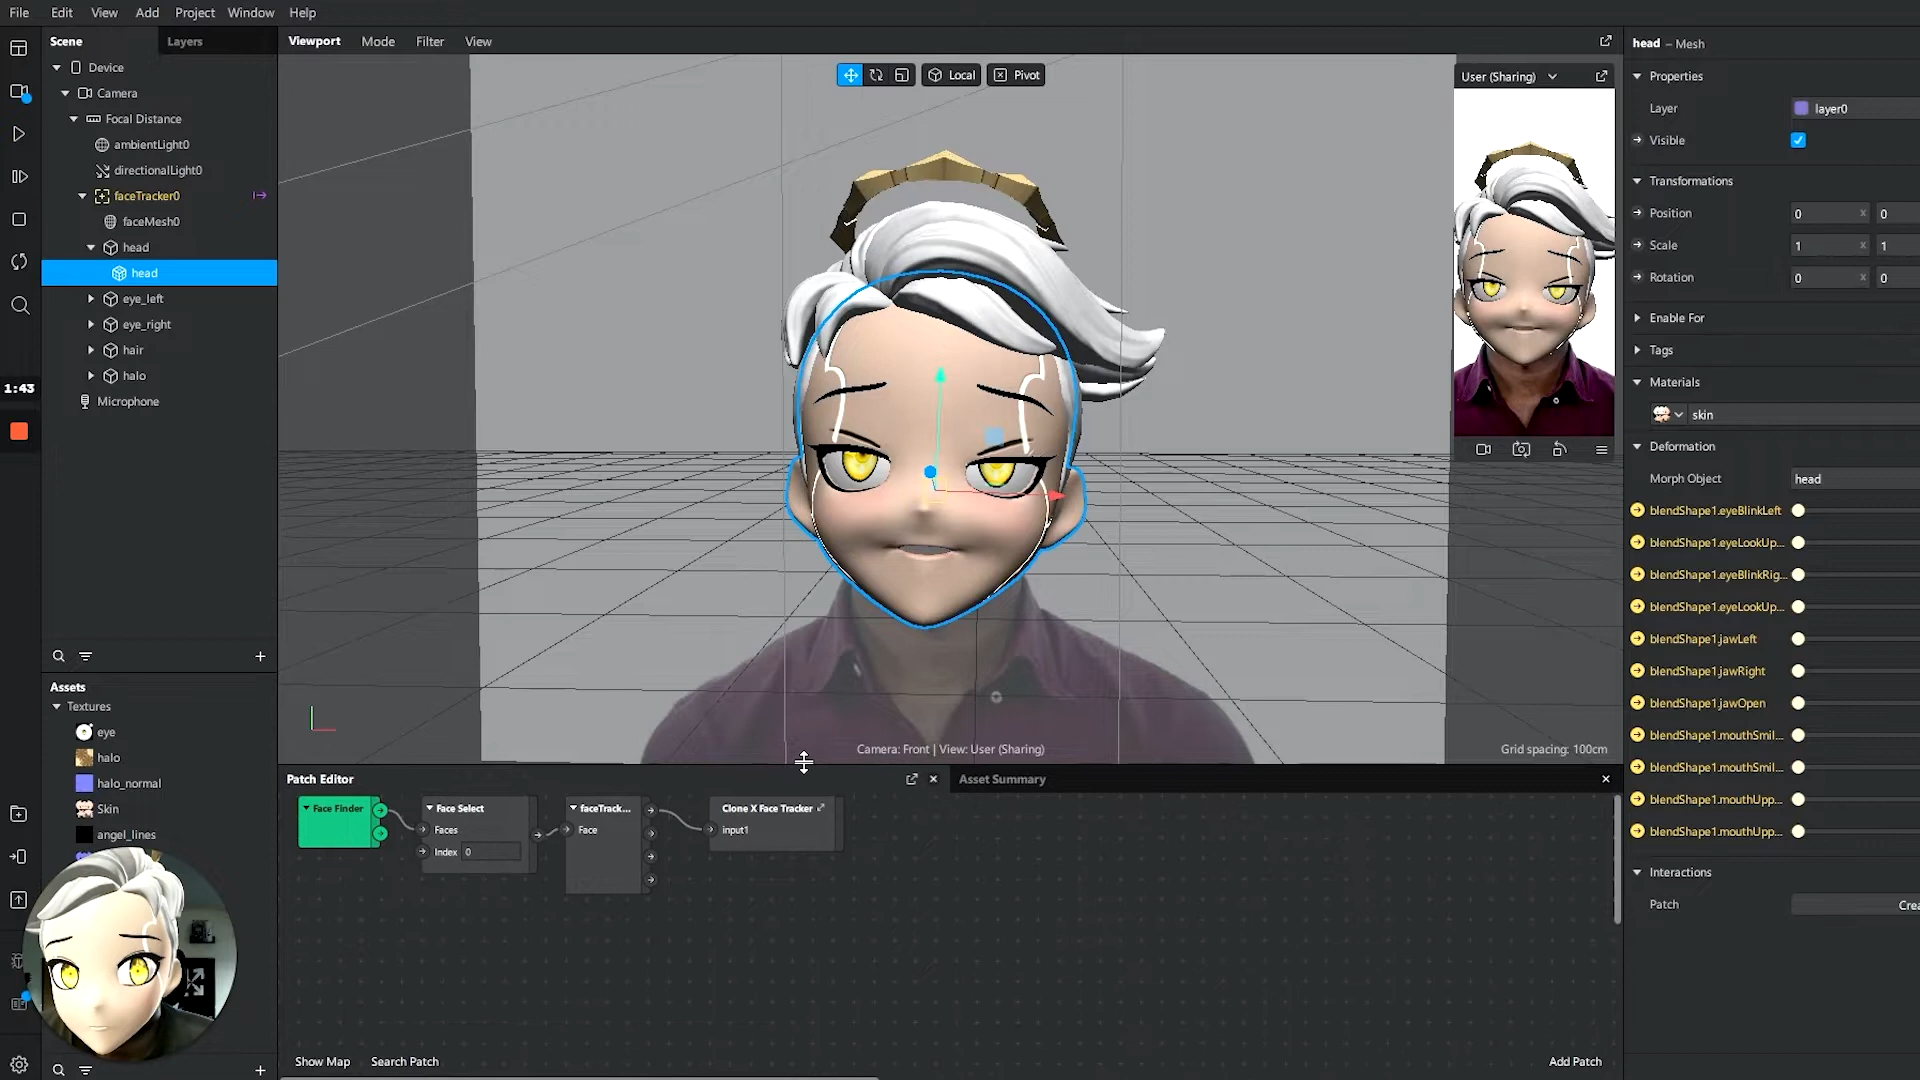 File Edit View Add Project Window Help
Scene Layers
Device
Camera
Focal Distance
ambientLight0
directionalLight0
faceTracker0
faceMesh0
head
head
eye_left
eye_right
hair
halo
Microphone
1:43
Assets
Textures
eye
halo
halo_normal
Skin
angel_lines
Viewport Mode Filter View
Local Pivot
User (Sharing)
Camera: Front | View: User (Sharing)
Grid spacing: 100cm
Patch Editor
Asset Summary
Face Finder
Face Select
Faces
Index 0
faceTrack...
Face
Clone X Face Tracker
input1
Show Map Search Patch
Add Patch
head – Mesh
Properties
Layer layer0
Visible
Transformations
Position 0 x 0
Scale 1 x 1
Rotation 0 x 0
Enable For
Tags
Materials
skin
Deformation
Morph Object head
blendShape1.eyeBlinkLeft
blendShape1.eyeLookUp...
blendShape1.eyeBlinkRig...
blendShape1.eyeLookUp...
blendShape1.jawLeft
blendShape1.jawRight
blendShape1.jawOpen
blendShape1.mouthSmil...
blendShape1.mouthSmil...
blendShape1.mouthUpp...
blendShape1.mouthUpp...
Interactions
Patch Crea